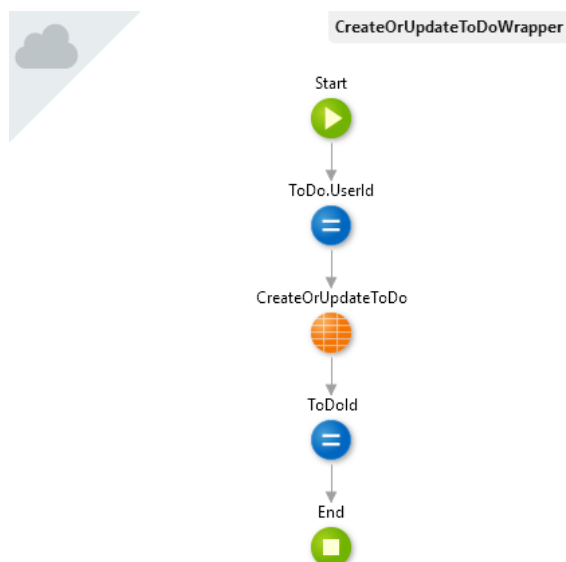 CreateOrUpdateToDoWrapper
Start
ToDo.UserId
CreateOrUpdateToDo
ToDoId
End